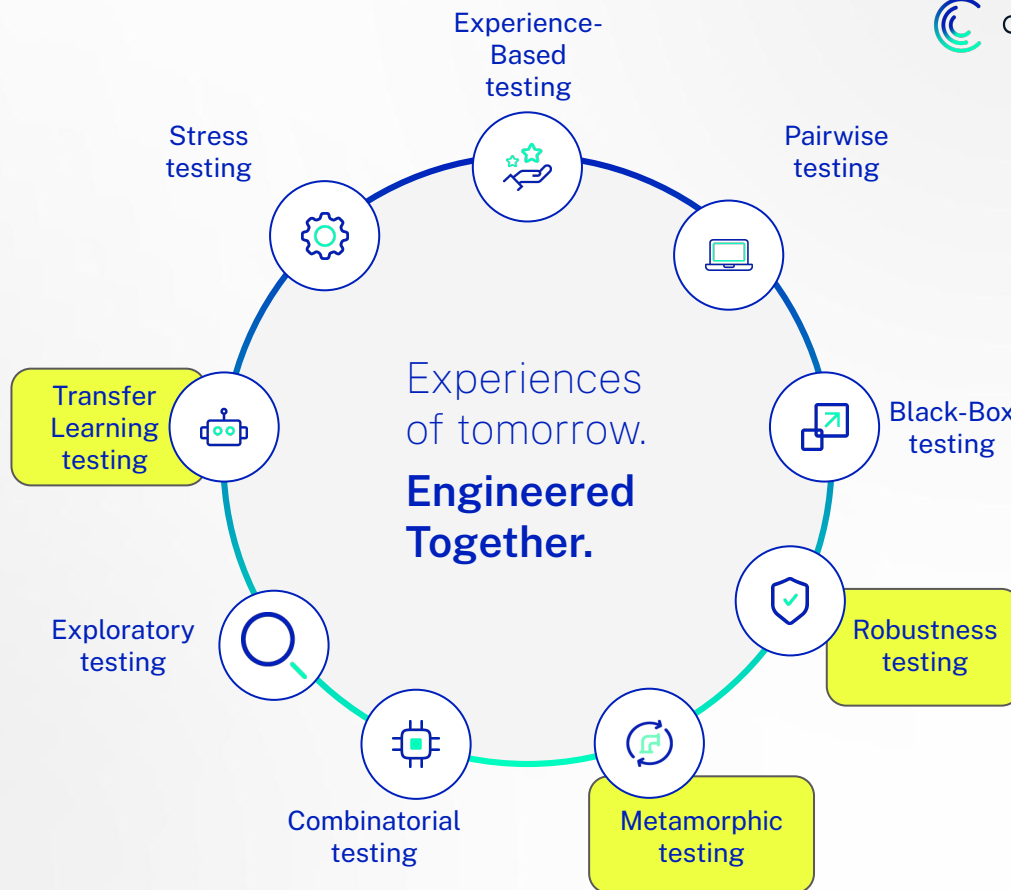 Experience-
Based
testing
Stress
testing
Pairwise
testing
Transfer
Learning
testing
Experiences
of tomorrow.
Engineered
Together.
Black-Box
testing
Exploratory
testing
Robustness
testing
Combinatorial
testing
Metamorphic
testing